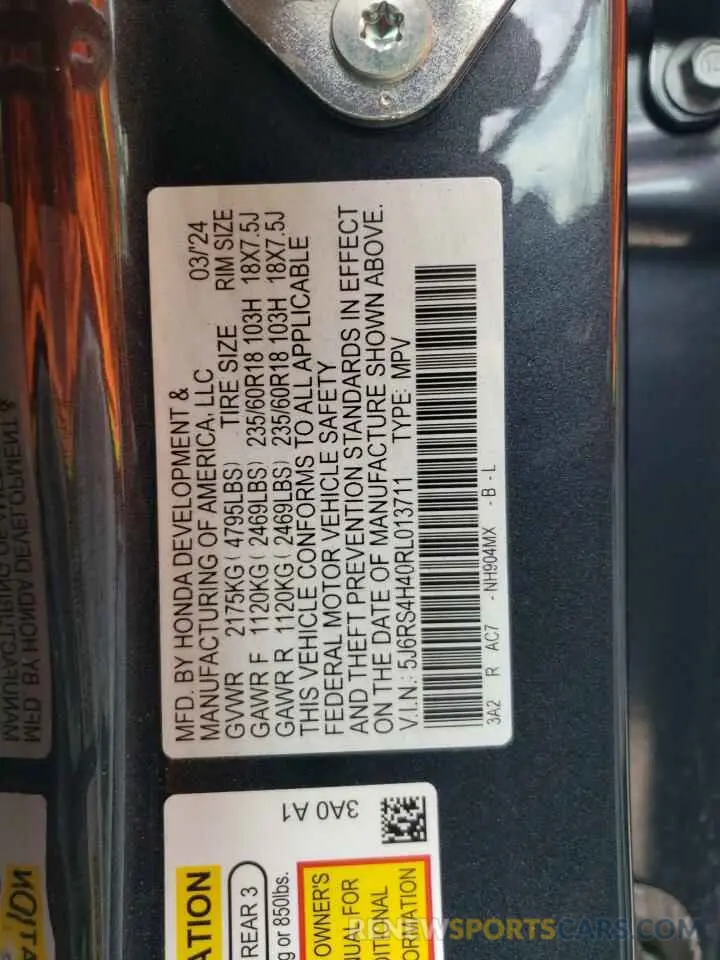 MFD. BY HONDA DEVELOPMENT &
MANUFACTURING OF AMERICA, LLC 03/'24
GVWR 2175KG ( 4795LBS) TIRE SIZE RIM SIZE
GAWR F 1120KG ( 2469LBS) 235/60R18 103H 18X7.5J
GAWR R 1120KG ( 2469LBS) 235/60R18 103H 18X7.5J
THIS VEHICLE CONFORMS TO ALL APPLICABLE
FEDERAL MOTOR VEHICLE SAFETY
AND THEFT PREVENTION STANDARDS IN EFFECT
ON THE DATE OF MANUFACTURE SHOWN ABOVE.
V.I.N.: 5J6RS4H40RL013711 TYPE: MPV
3A2 R AC7 -NH904MX -B-L
3A0 A1
ATION
REAR 3
g or 850lbs.
OWNER'S
UAL FOR
DITIONAL
ORMATION
MFD. BY HONDA DEVELOPMENT &
RENEWSPORTSCARS.COM